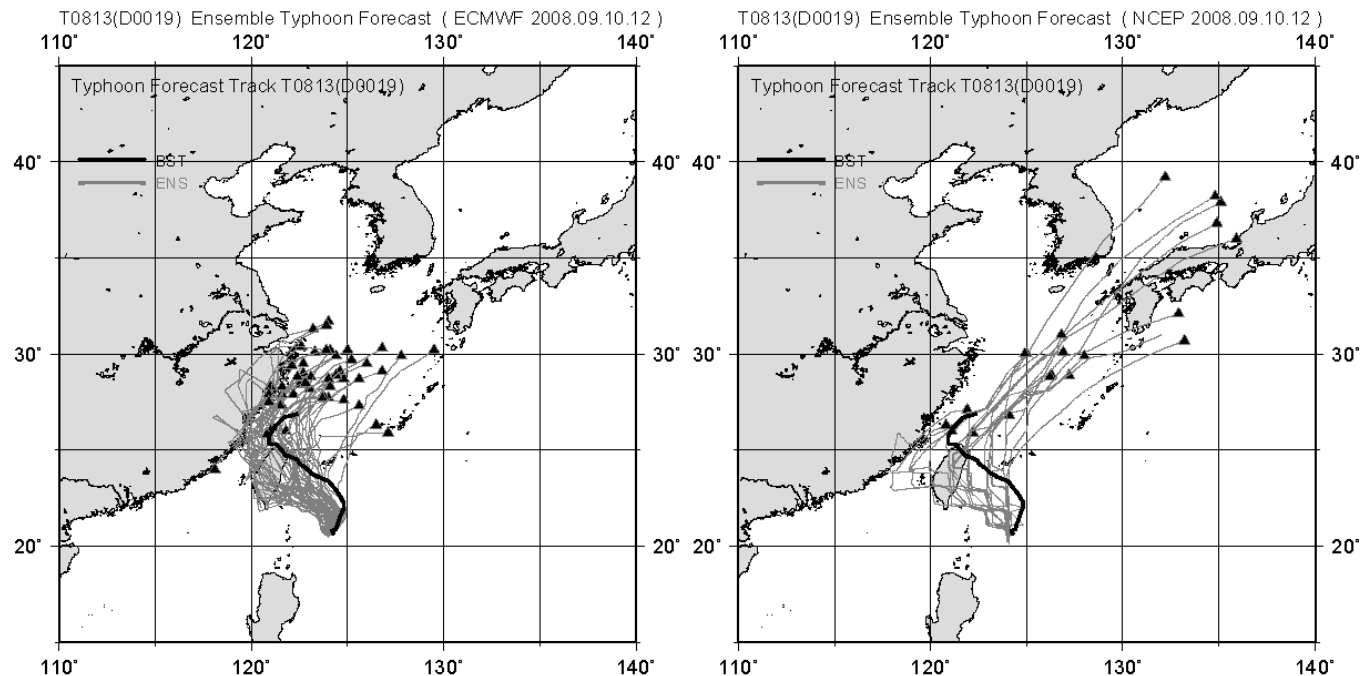 T0813(D0019) Ensemble Typhoon Forecast ( ECMWF 2008.09.10.12 )
110° 120° 130° 140°
Typhoon Forecast Track T0813(D0019)
BST
ENS
40° 40°
30° 30°
20° 20°
110° 120° 130° 140°
T0813(D0019) Ensemble Typhoon Forecast ( NCEP 2008.09.10.12 )
110° 120° 130° 140°
Typhoon Forecast Track T0813(D0019)
BST
ENS
40° 40°
30° 30°
20° 20°
110° 120° 130° 140°